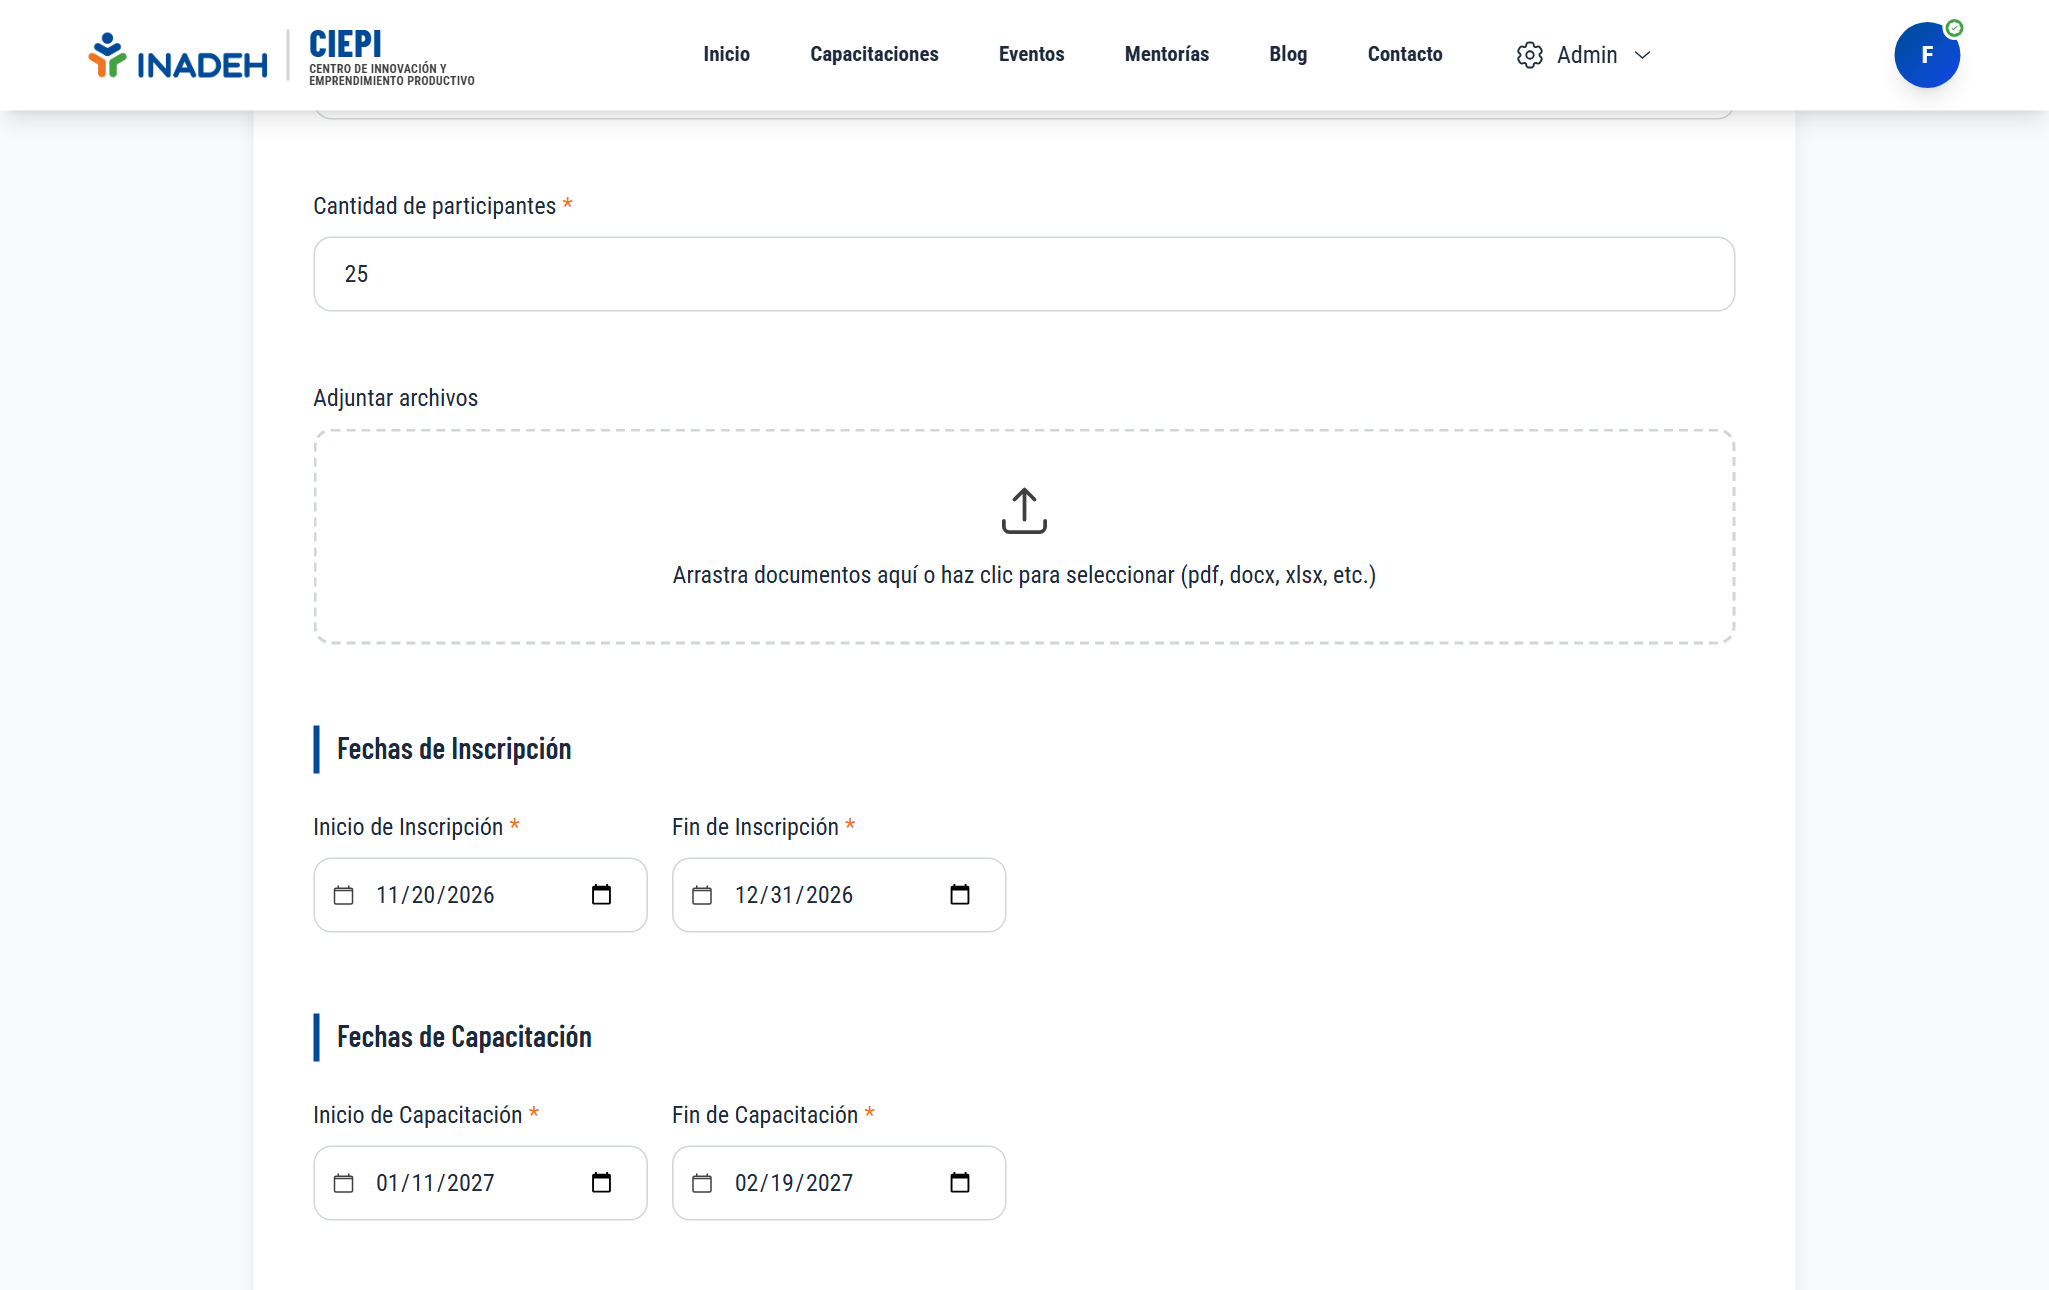 INADEH
CIEPI
CENTRO DE INNOVACIÓN Y
EMPRENDIMIENTO PRODUCTIVO
Inicio
Capacitaciones
Eventos
Mentorías
Blog
Contacto
Admin
F
Cantidad de participantes *
25
Adjuntar archivos
Arrastra documentos aquí o haz clic para seleccionar (pdf, docx, xlsx, etc.)
Fechas de Inscripción
Inicio de Inscripción *
Fin de Inscripción *
11/20/2026
12/31/2026
Fechas de Capacitación
Inicio de Capacitación *
Fin de Capacitación *
01/11/2027
02/19/2027